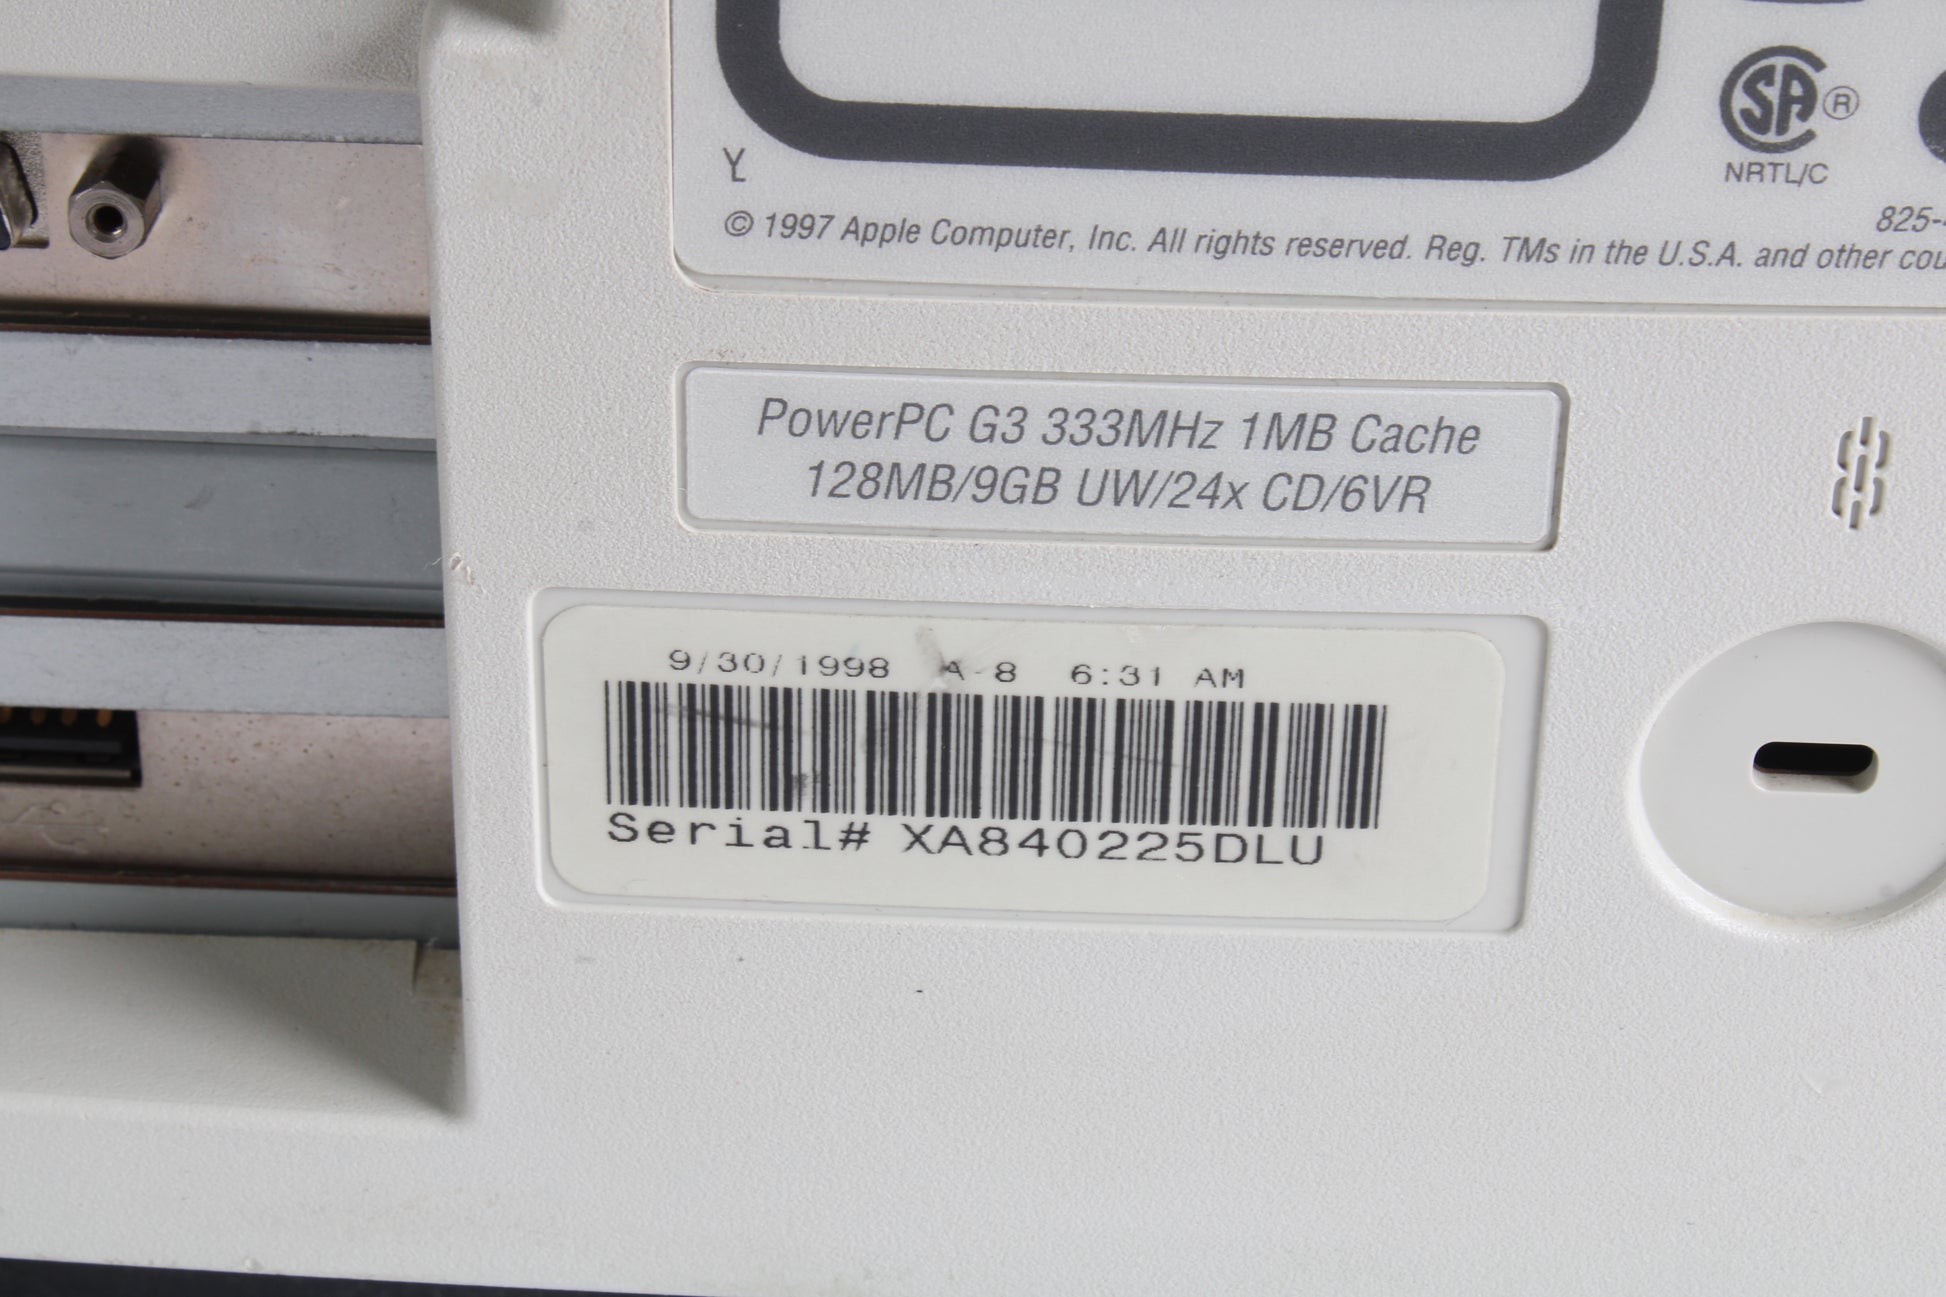 SA ®
NRTL/C
825-
© 1997 Apple Computer, Inc. All rights reserved. Reg. TMs in the U.S.A. and other
PowerPC G3 333MHz 1MB Cache
128MB/9GB UW/24x CD/6VR
9/30/1998 A-8 6:31 AM
Serial# XA840225DLU